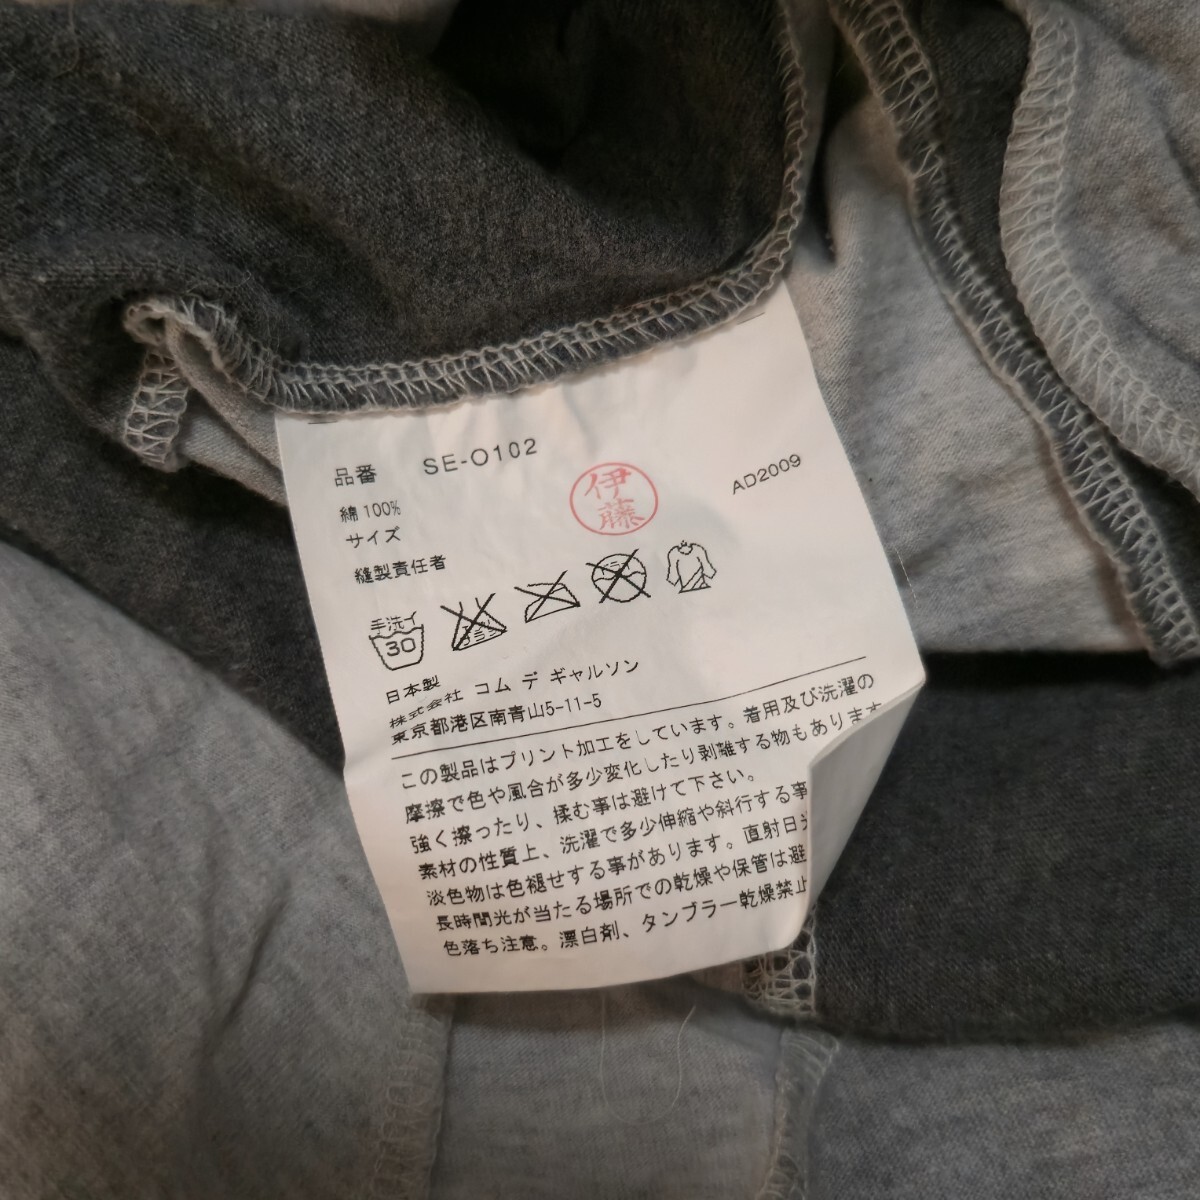 品番 SE-O102
綿100%
サイズ
縫製責任者
伊藤
AD2009
手洗イ
30
エンソサラシ
日本製
株式会社 コム デ ギャルソン
東京都港区南青山5-11-5
この製品はプリント加工をしています。着用及び洗濯の
摩擦で色や風合が多少変化したり剥離する物もあります
強く擦ったり、揉む事は避けて下さい。
素材の性質上、洗濯で多少伸縮や斜行する事
淡色物は色褪せする事があります。直射日光
長時間光が当たる場所での乾燥や保管は避
色落ち注意。漂白剤、タンブラー乾燥禁止